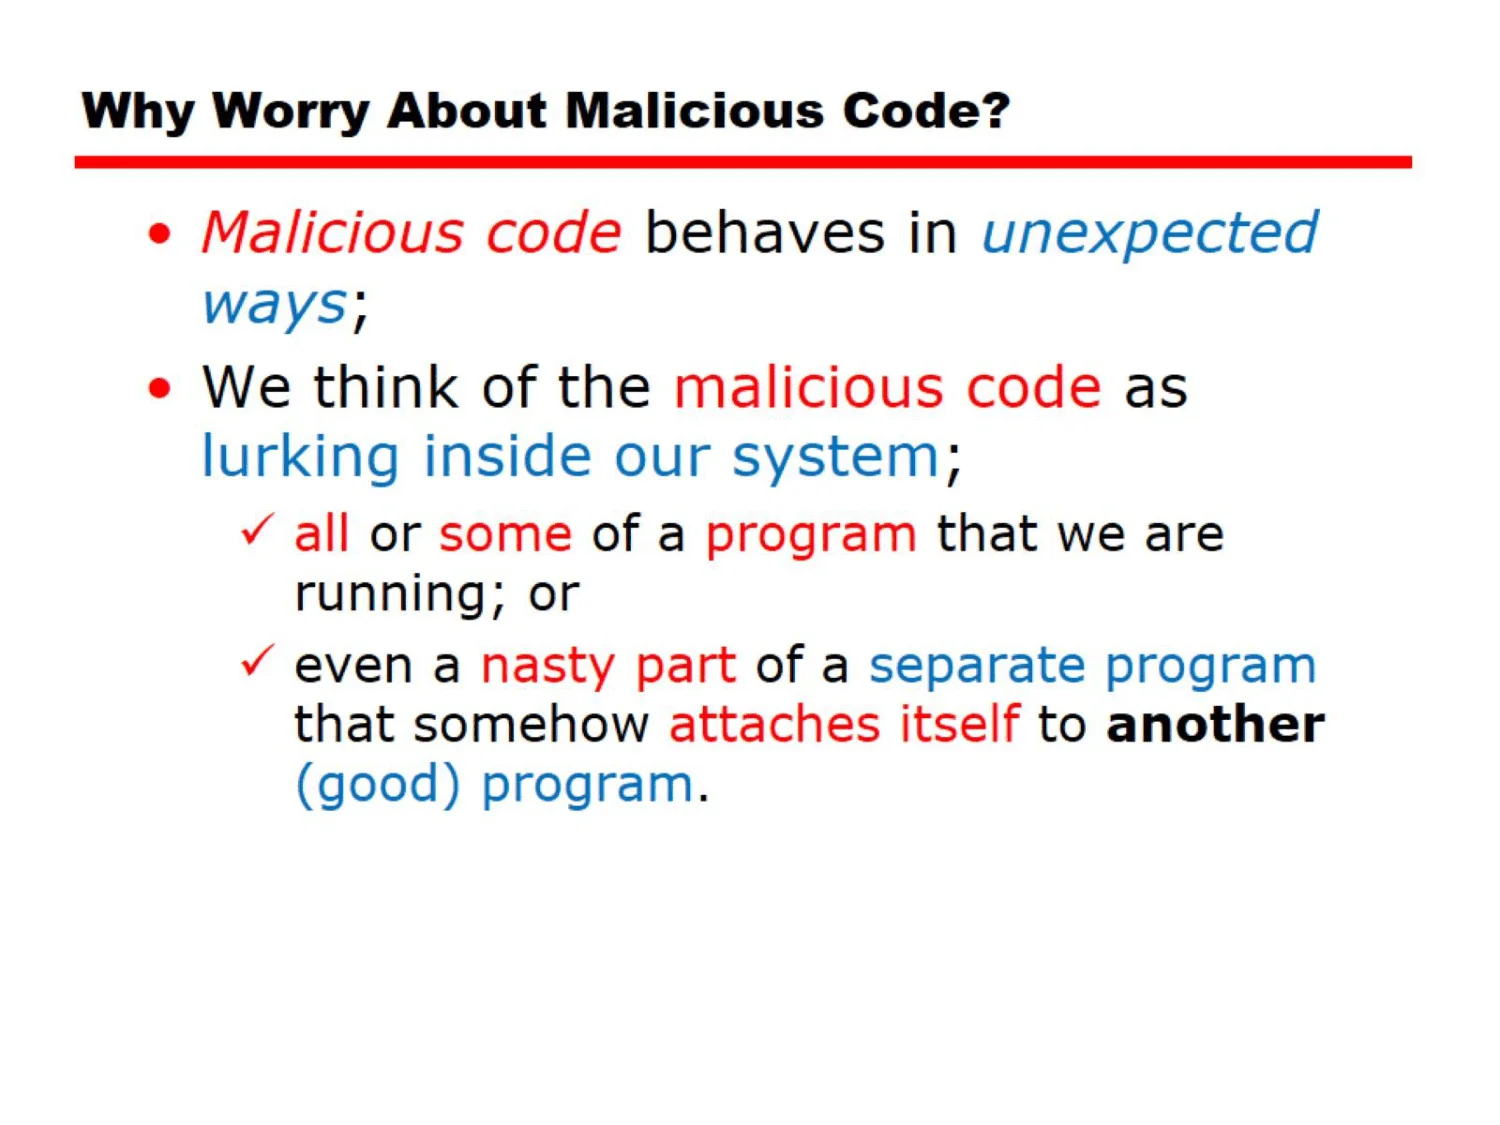 Why Worry About Malicious Code?
• Malicious code behaves in unexpected
ways;
• We think of the malicious code as
lurking inside our system;
✓ all or some of a program that we are
running; or
✓ even a nasty part of a separate program
that somehow attaches itself to another
(good) program.